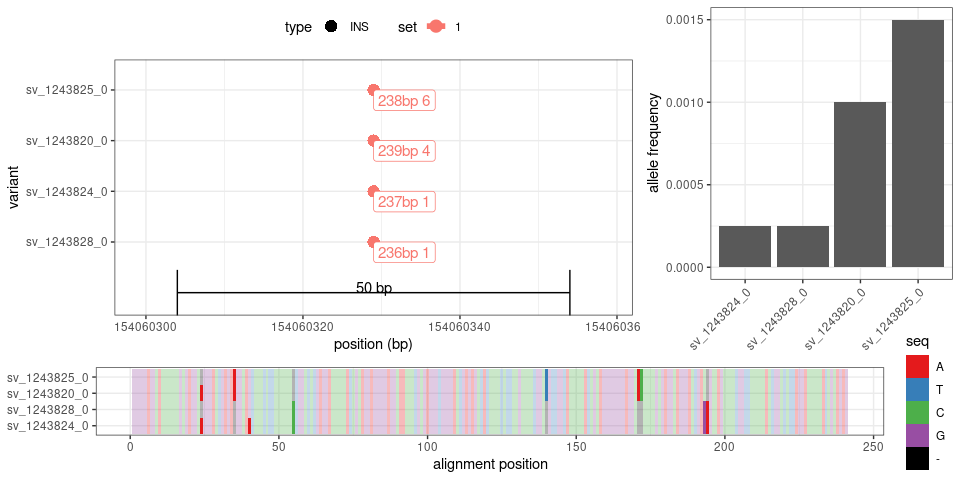 type INS set 1
variant
sv_1243825_0
sv_1243820_0
sv_1243824_0
sv_1243828_0
238bp 6
239bp 4
237bp 1
236bp 1
50 bp
154060300 154060320 154060340 15406036
position (bp)
allele frequency
0.0015
0.0010
0.0005
0.0000
sv_1243824_0 sv_1243828_0 sv_1243820_0 sv_1243825_0
sv_1243825_0
sv_1243820_0
sv_1243828_0
sv_1243824_0
0 50 100 150 200 250
alignment position
seq
A
T
C
G
-